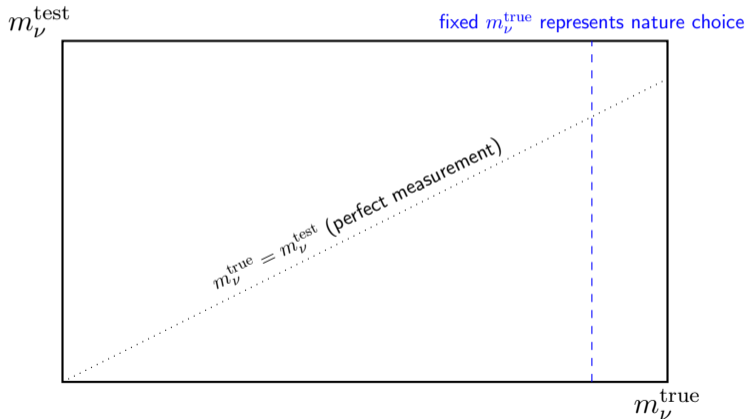 m_ν^test
fixed m_ν^true represents nature choice
m_ν^true = m_ν^test (perfect measurement)
m_ν^true